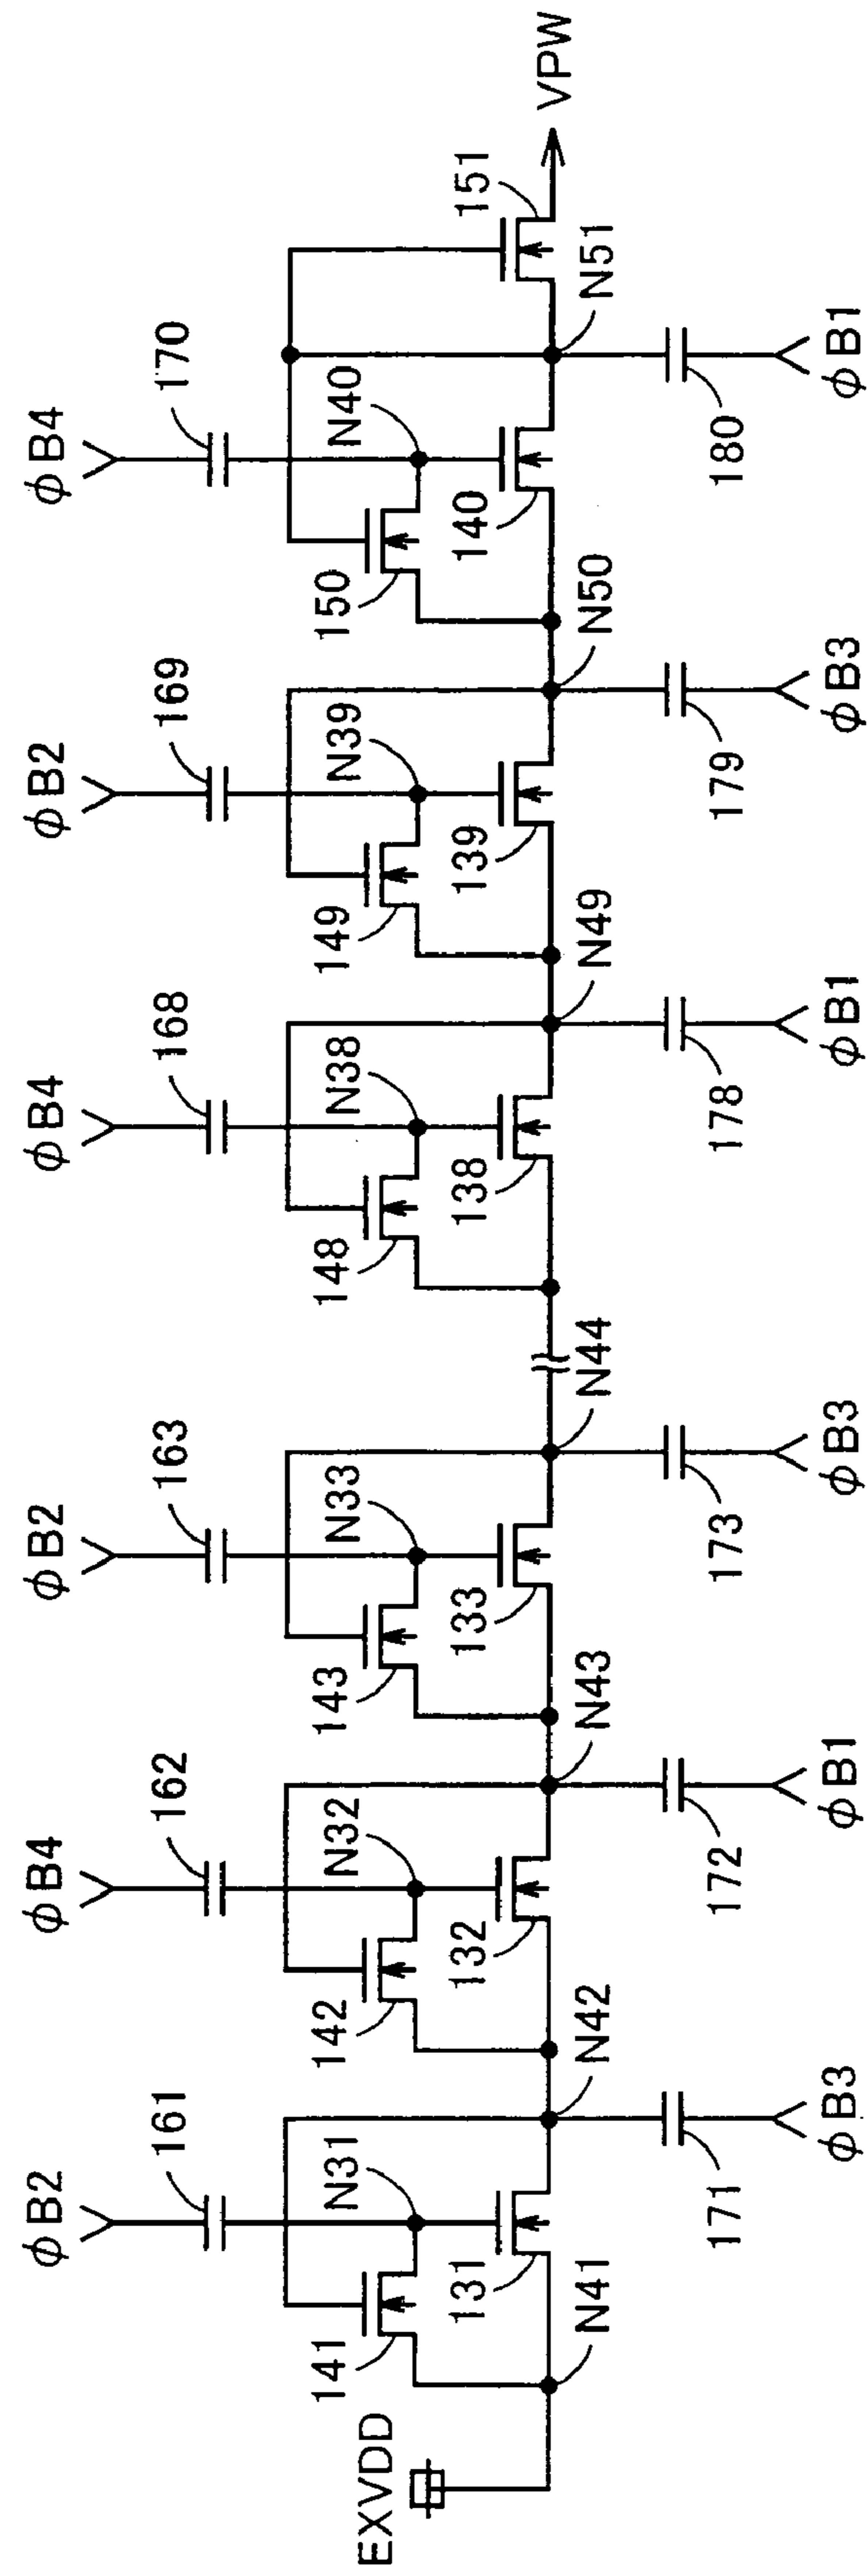 φB2 φB4 φB2 φB4 φB2 φB4
161 162 163 168 169 170
N31 N32 N33 N38 N39 N40
141 142 143 148 149 150
EXVDD
131 132 133 138 139 140 151
VPW
N41 N42 N43 N44 N49 N50 N51
171 172 173 178 179 180
φB3 φB1 φB3 φB1 φB3 φB1